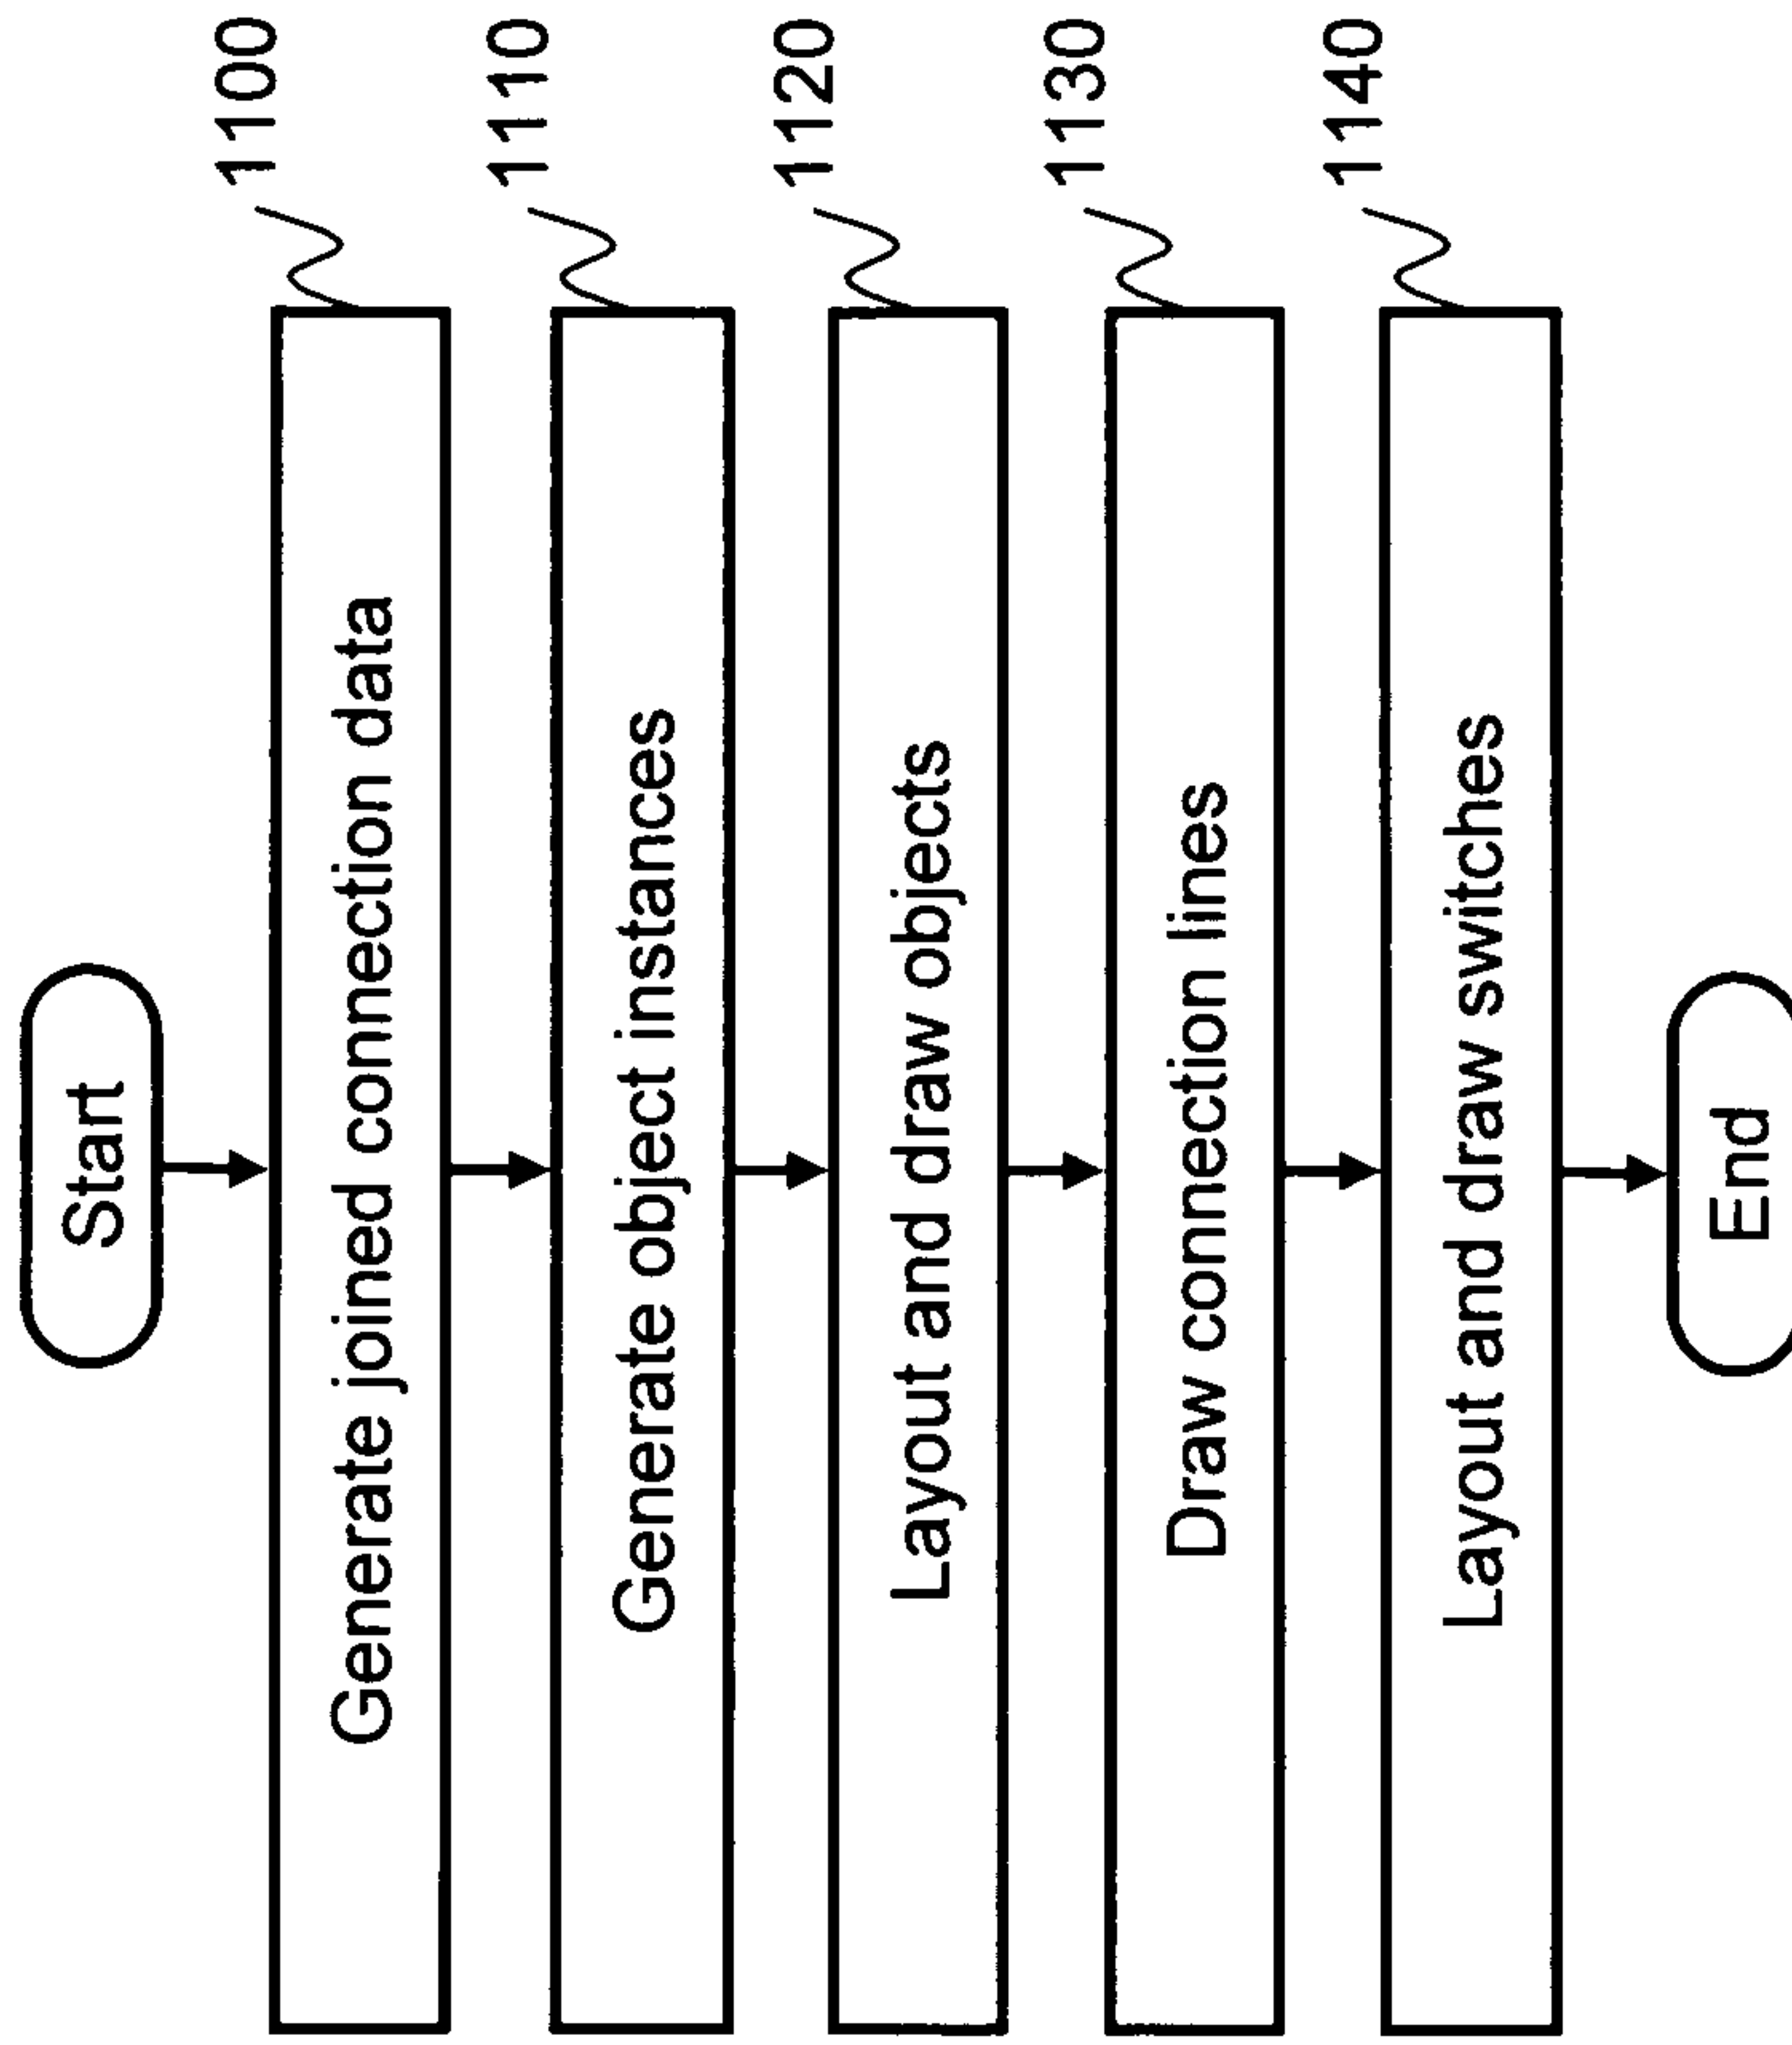 Start
Generate joined connection data
1100
Generate object instances
1110
Layout and draw objects
1120
Draw connection lines
1130
Layout and draw switches
1140
End